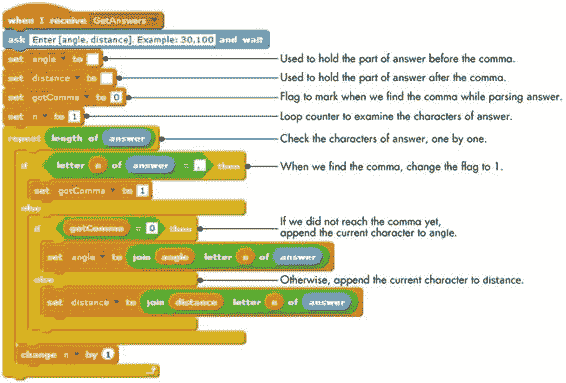 when I receive GetAnswers
ask Enter [angle, distance]. Example: 30,100 and wait
set angle to Used to hold the part of answer before the comma.
set distance to Used to hold the part of answer after the comma.
set gotComma to 0 Flag to mark when we find the comma while parsing answer.
set n to 1 Loop counter to examine the characters of answer.
repeat length of answer Check the characters of answer, one by one.
if letter n of answer = , then When we find the comma, change the flag to 1.
set gotComma to 1
else
if gotComma = 0 then If we did not reach the comma yet,
append the current character to angle.
set angle to join angle letter n of answer
else Otherwise, append the current character to distance.
set distance to join distance letter n of answer
change n by 1